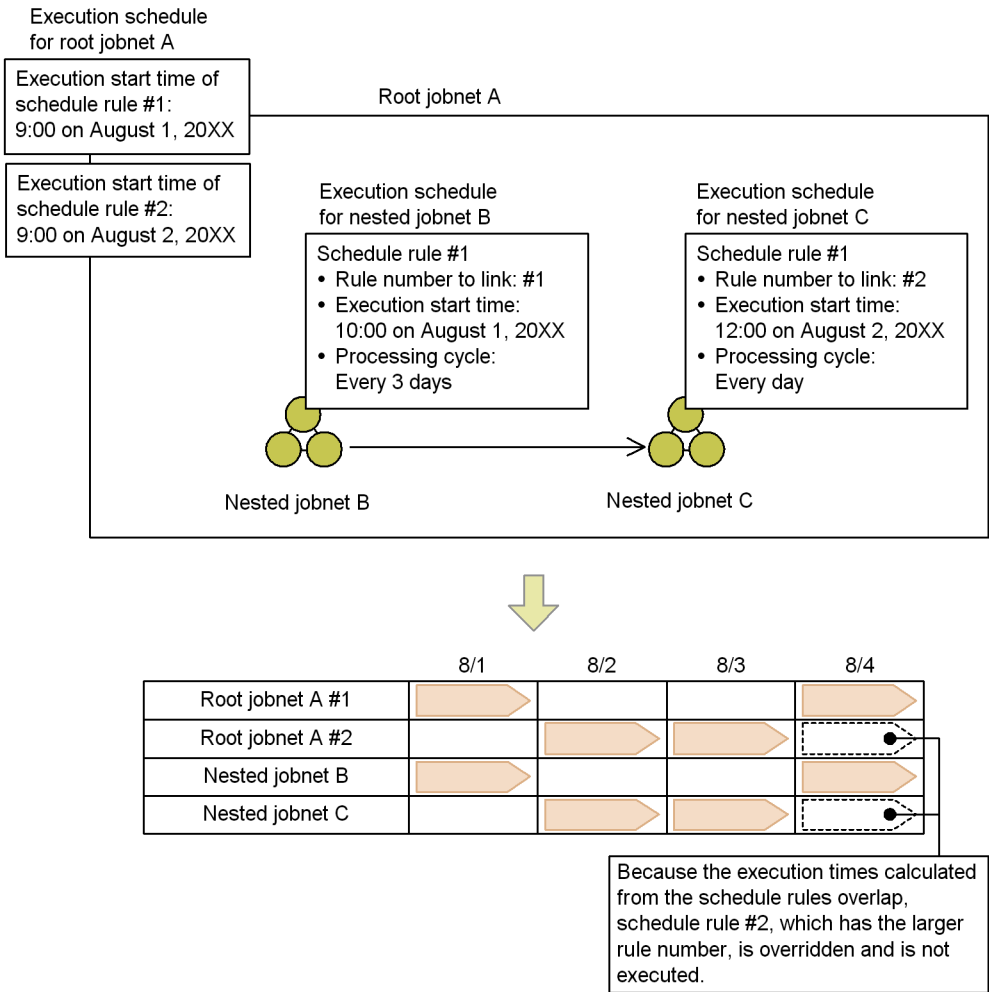 Execution schedule
for root jobnet A
Execution start time of
schedule rule #1:
9:00 on August 1, 20XX
Root jobnet A
Execution start time of
schedule rule #2:
9:00 on August 2, 20XX
Execution schedule
for nested jobnet B
Schedule rule #1
• Rule number to link: #1
• Execution start time:
10:00 on August 1, 20XX
• Processing cycle:
Every 3 days
Execution schedule
for nested jobnet C
Schedule rule #1
• Rule number to link: #2
• Execution start time:
12:00 on August 2, 20XX
• Processing cycle:
Every day
Nested jobnet B
Nested jobnet C
8/1 8/2 8/3 8/4
Root jobnet A #1
Root jobnet A #2
Nested jobnet B
Nested jobnet C
Because the execution times calculated
from the schedule rules overlap,
schedule rule #2, which has the larger
rule number, is overridden and is not
executed.